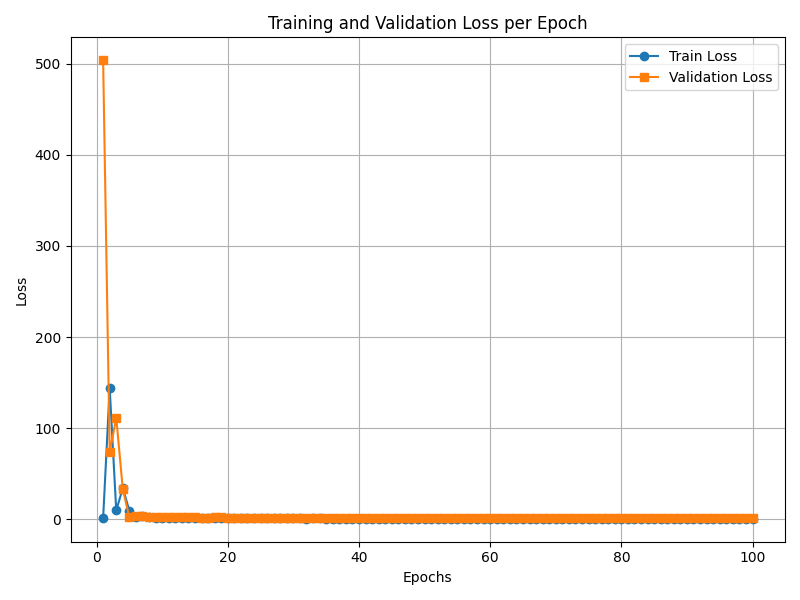 Training and Validation Loss per Epoch
Train Loss
Validation Loss
500
400
300
200
100
0
Loss
0 20 40 60 80 100
Epochs